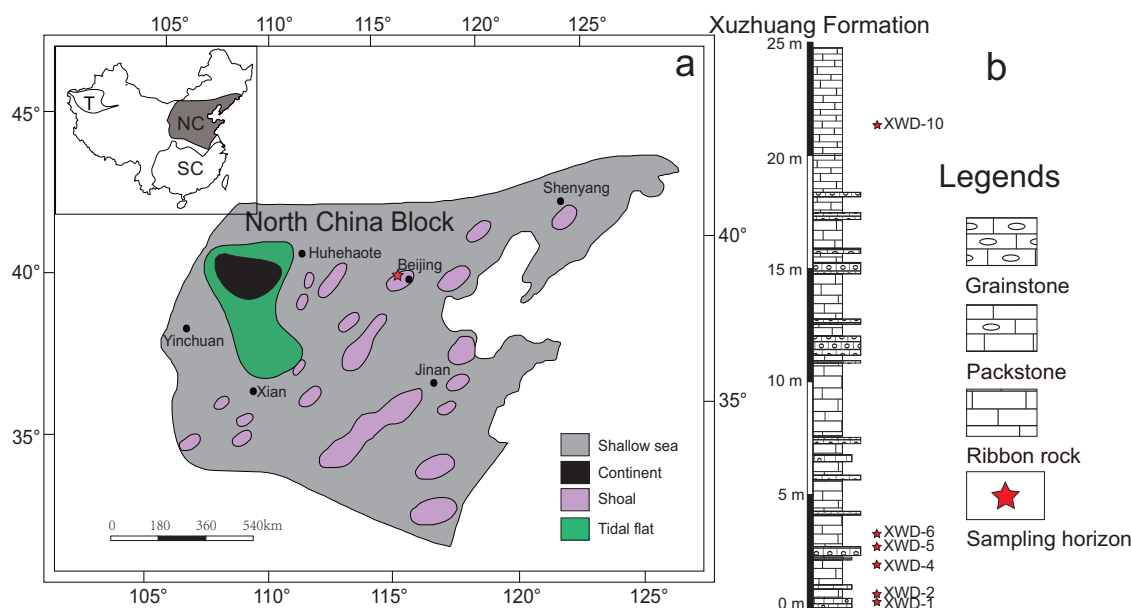 105° 110° 115° 120° 125°
Xuzhuang Formation
a
T
NC
SC
45°
40°
35°
40°
35°
North China Block
Shenyang
Huhehaote
Beijing
Yinchuan
Jinan
Xian
Shallow sea
Continent
Shoal
Tidal flat
0 180 360 540km
105° 110° 115° 120° 125°
b
25 m
20 m
15 m
10 m
5 m
0 m
XWD-10
XWD-6
XWD-5
XWD-4
XWD-2
XWD-1
Legends
Grainstone
Packstone
Ribbon rock
Sampling horizon